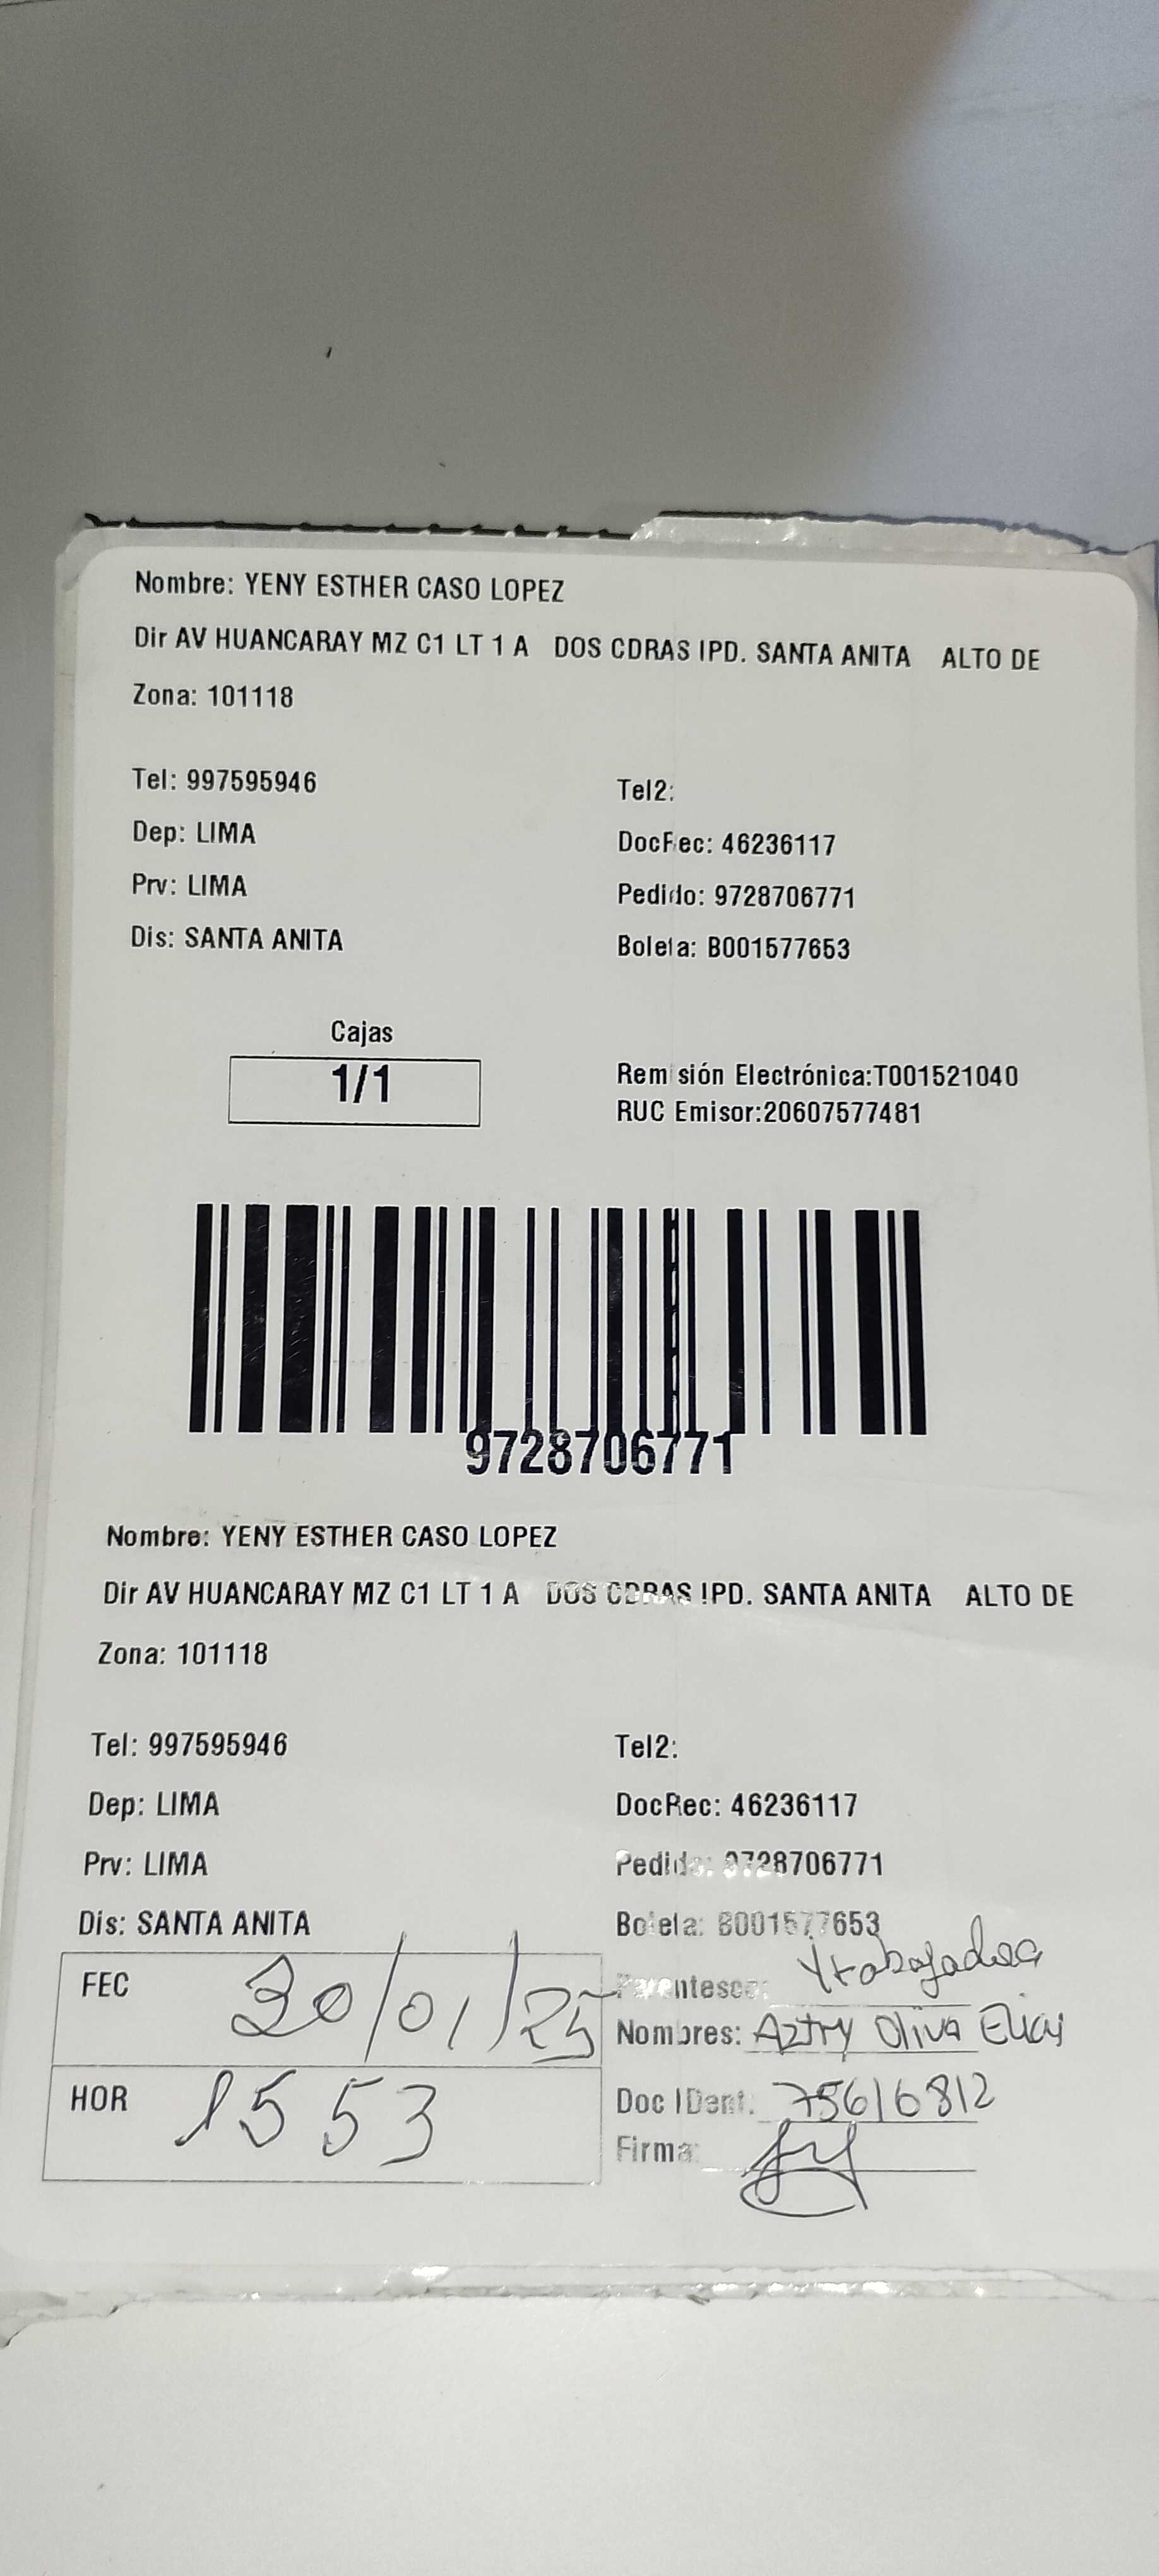 Nombre: YENY ESTHER CASO LOPEZ
Dir AV HUANCARAY MZ C1 LT 1 A DOS CDRAS IPD. SANTA ANITA ALTO DE
Zona: 101118
Tel: 997595946
Tel2:
Dep: LIMA
DocRec: 46236117
Prv: LIMA
Pedido: 9728706771
Dis: SANTA ANITA
Boleta: B001577653
Cajas
1/1
Remisión Electrónica:T001521040
RUC Emisor:20607577481
9728706771
Nombre: YENY ESTHER CASO LOPEZ
Dir AV HUANCARAY MZ C1 LT 1 A DOS CDRAS IPD. SANTA ANITA ALTO DE
Zona: 101118
Tel: 997595946
Tel2:
Dep: LIMA
DocRec: 46236117
Prv: LIMA
Pedido: 9728706771
Dis: SANTA ANITA
Boleta: B001577653
FEC 30/01/25
Parentesco: trabajadora
Nombres: Aztry Oliva Elias
HOR 1553
Doc IDent: 75616812
Firma: